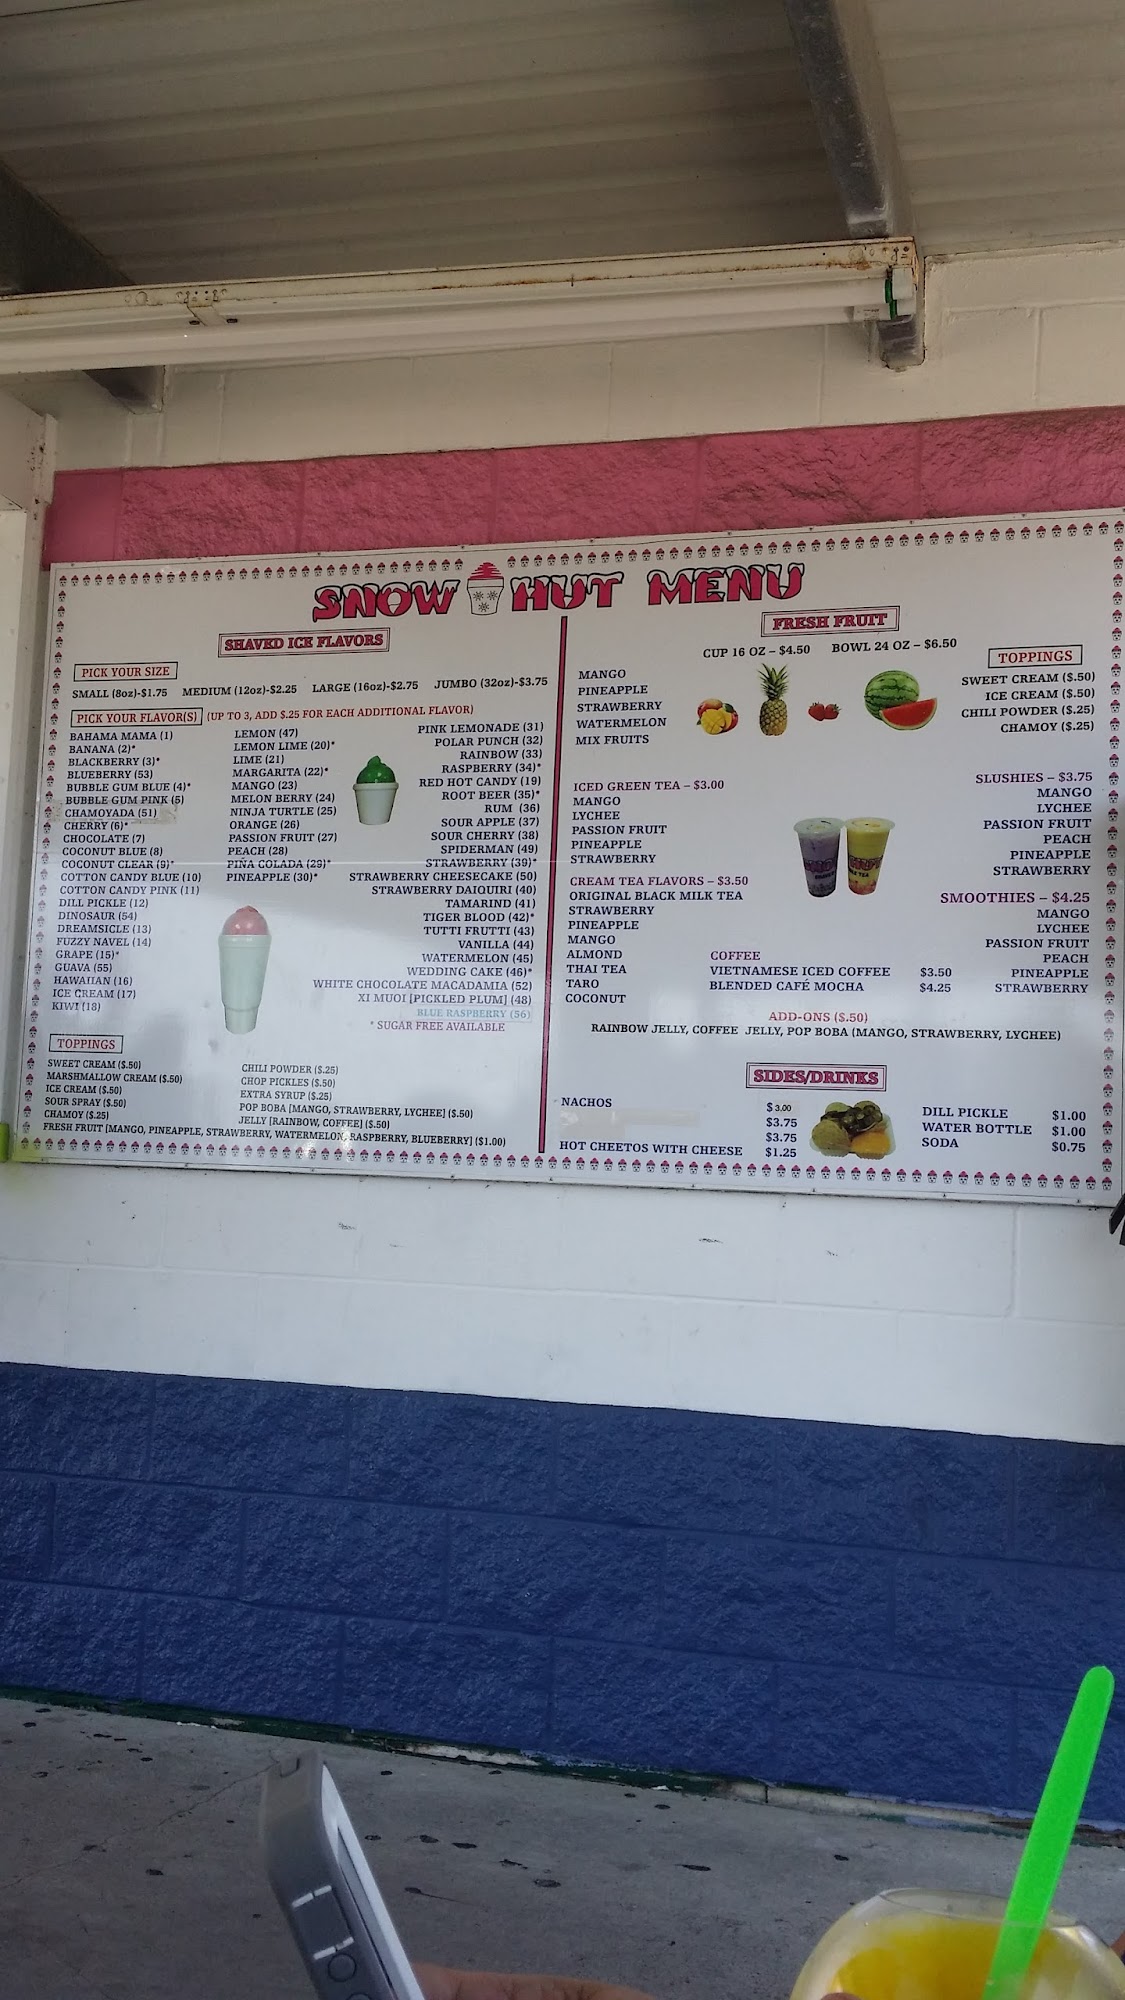 SNOW HUT MENU
SHAVED ICE FLAVORS
PICK YOUR SIZE
SMALL (8oz)-$1.75 MEDIUM (12oz)-$2.25 LARGE (16oz)-$2.75 JUMBO (32oz)-$3.75
PICK YOUR FLAVOR(S) (UP TO 3, ADD $.25 FOR EACH ADDITIONAL FLAVOR)
BAHAMA MAMA (1)
BANANA (2)*
BLACKBERRY (3)*
BLUEBERRY (53)
BUBBLE GUM BLUE (4)*
BUBBLE GUM PINK (5)
CHAMOYADA (51)
CHERRY (6)*
CHOCOLATE (7)
COCONUT BLUE (8)
COCONUT CLEAR (9)*
COTTON CANDY BLUE (10)
COTTON CANDY PINK (11)
DILL PICKLE (12)
DINOSAUR (54)
DREAMSICLE (13)
FUZZY NAVEL (14)
GRAPE (15)*
GUAVA (55)
HAWAIIAN (16)
ICE CREAM (17)
KIWI (18)
LEMON (47)
LEMON LIME (20)*
LIME (21)
MARGARITA (22)*
MANGO (23)
MELON BERRY (24)
NINJA TURTLE (25)
ORANGE (26)
PASSION FRUIT (27)
PEACH (28)
PIÑA COLADA (29)*
PINEAPPLE (30)*
PINK LEMONADE (31)
POLAR PUNCH (32)
RAINBOW (33)
RASPBERRY (34)*
RED HOT CANDY (19)
ROOT BEER (35)*
RUM (36)
SOUR APPLE (37)
SOUR CHERRY (38)
SPIDERMAN (49)
STRAWBERRY (39)*
STRAWBERRY CHEESECAKE (50)
STRAWBERRY DAIQUIRI (40)
TAMARIND (41)
TIGER BLOOD (42)*
TUTTI FRUTTI (43)
VANILLA (44)
WATERMELON (45)
WEDDING CAKE (46)*
WHITE CHOCOLATE MACADAMIA (52)
XI MUOI [PICKLED PLUM] (48)
BLUE RASPBERRY (56)
* SUGAR FREE AVAILABLE
TOPPINGS
SWEET CREAM ($.50)
MARSHMALLOW CREAM ($.50)
ICE CREAM ($.50)
SOUR SPRAY ($.50)
CHAMOY ($.25)
CHILI POWDER ($.25)
CHOP PICKLES ($.50)
EXTRA SYRUP ($.25)
POP BOBA [MANGO, STRAWBERRY, LYCHEE] ($.50)
JELLY [RAINBOW, COFFEE] ($.50)
FRESH FRUIT [MANGO, PINEAPPLE, STRAWBERRY, WATERMELON, RASPBERRY, BLUEBERRY] ($1.00)
FRESH FRUIT
CUP 16 OZ – $4.50 BOWL 24 OZ – $6.50
MANGO
PINEAPPLE
STRAWBERRY
WATERMELON
MIX FRUITS
TOPPINGS
SWEET CREAM ($.50)
ICE CREAM ($.50)
CHILI POWDER ($.25)
CHAMOY ($.25)
ICED GREEN TEA – $3.00
MANGO
LYCHEE
PASSION FRUIT
PINEAPPLE
STRAWBERRY
CREAM TEA FLAVORS – $3.50
ORIGINAL BLACK MILK TEA
STRAWBERRY
PINEAPPLE
MANGO
ALMOND
THAI TEA
TARO
COCONUT
SLUSHIES – $3.75
MANGO
LYCHEE
PASSION FRUIT
PEACH
PINEAPPLE
STRAWBERRY
SMOOTHIES – $4.25
MANGO
LYCHEE
PASSION FRUIT
PEACH
PINEAPPLE
STRAWBERRY
COFFEE
VIETNAMESE ICED COFFEE $3.50
BLENDED CAFÉ MOCHA $4.25
ADD-ONS ($.50)
RAINBOW JELLY, COFFEE JELLY, POP BOBA (MANGO, STRAWBERRY, LYCHEE)
SIDES/DRINKS
NACHOS $3.00
$3.75
$3.75
HOT CHEETOS WITH CHEESE $1.25
DILL PICKLE $1.00
WATER BOTTLE $1.00
SODA $0.75